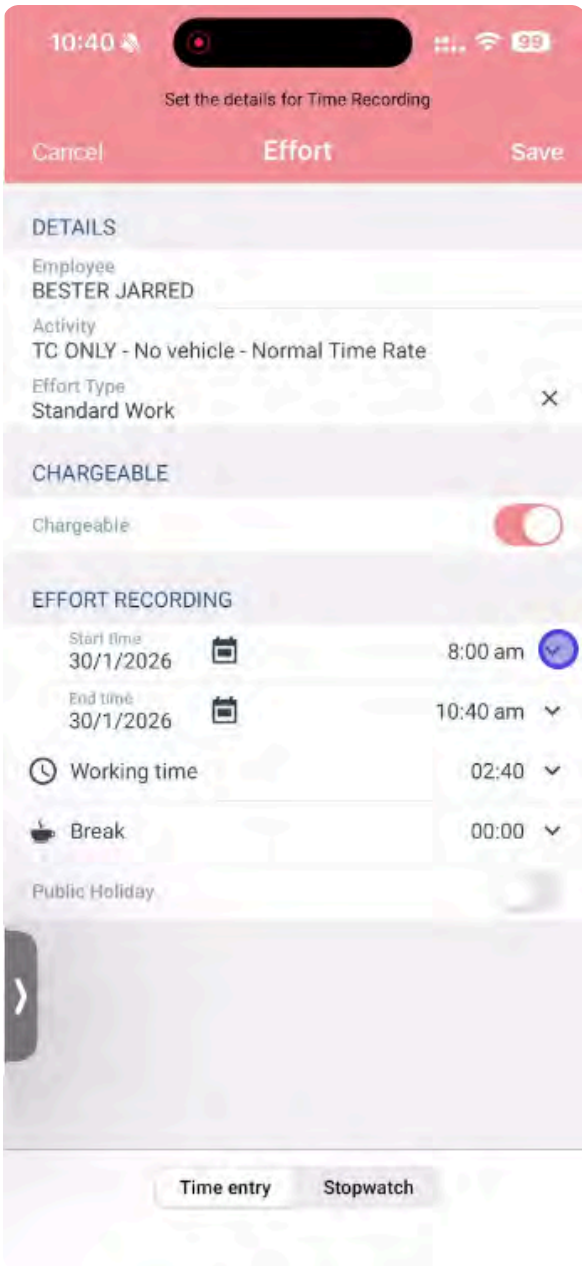 10:40
99
Set the details for Time Recording
Cancel Effort Save
DETAILS
Employee
BESTER JARRED
Activity
TC ONLY - No vehicle - Normal Time Rate
Effort Type
Standard Work
CHARGEABLE
Chargeable
EFFORT RECORDING
Start time
30/1/2026 8:00 am
End time
30/1/2026 10:40 am
Working time 02:40
Break 00:00
Public Holiday
Time entry Stopwatch